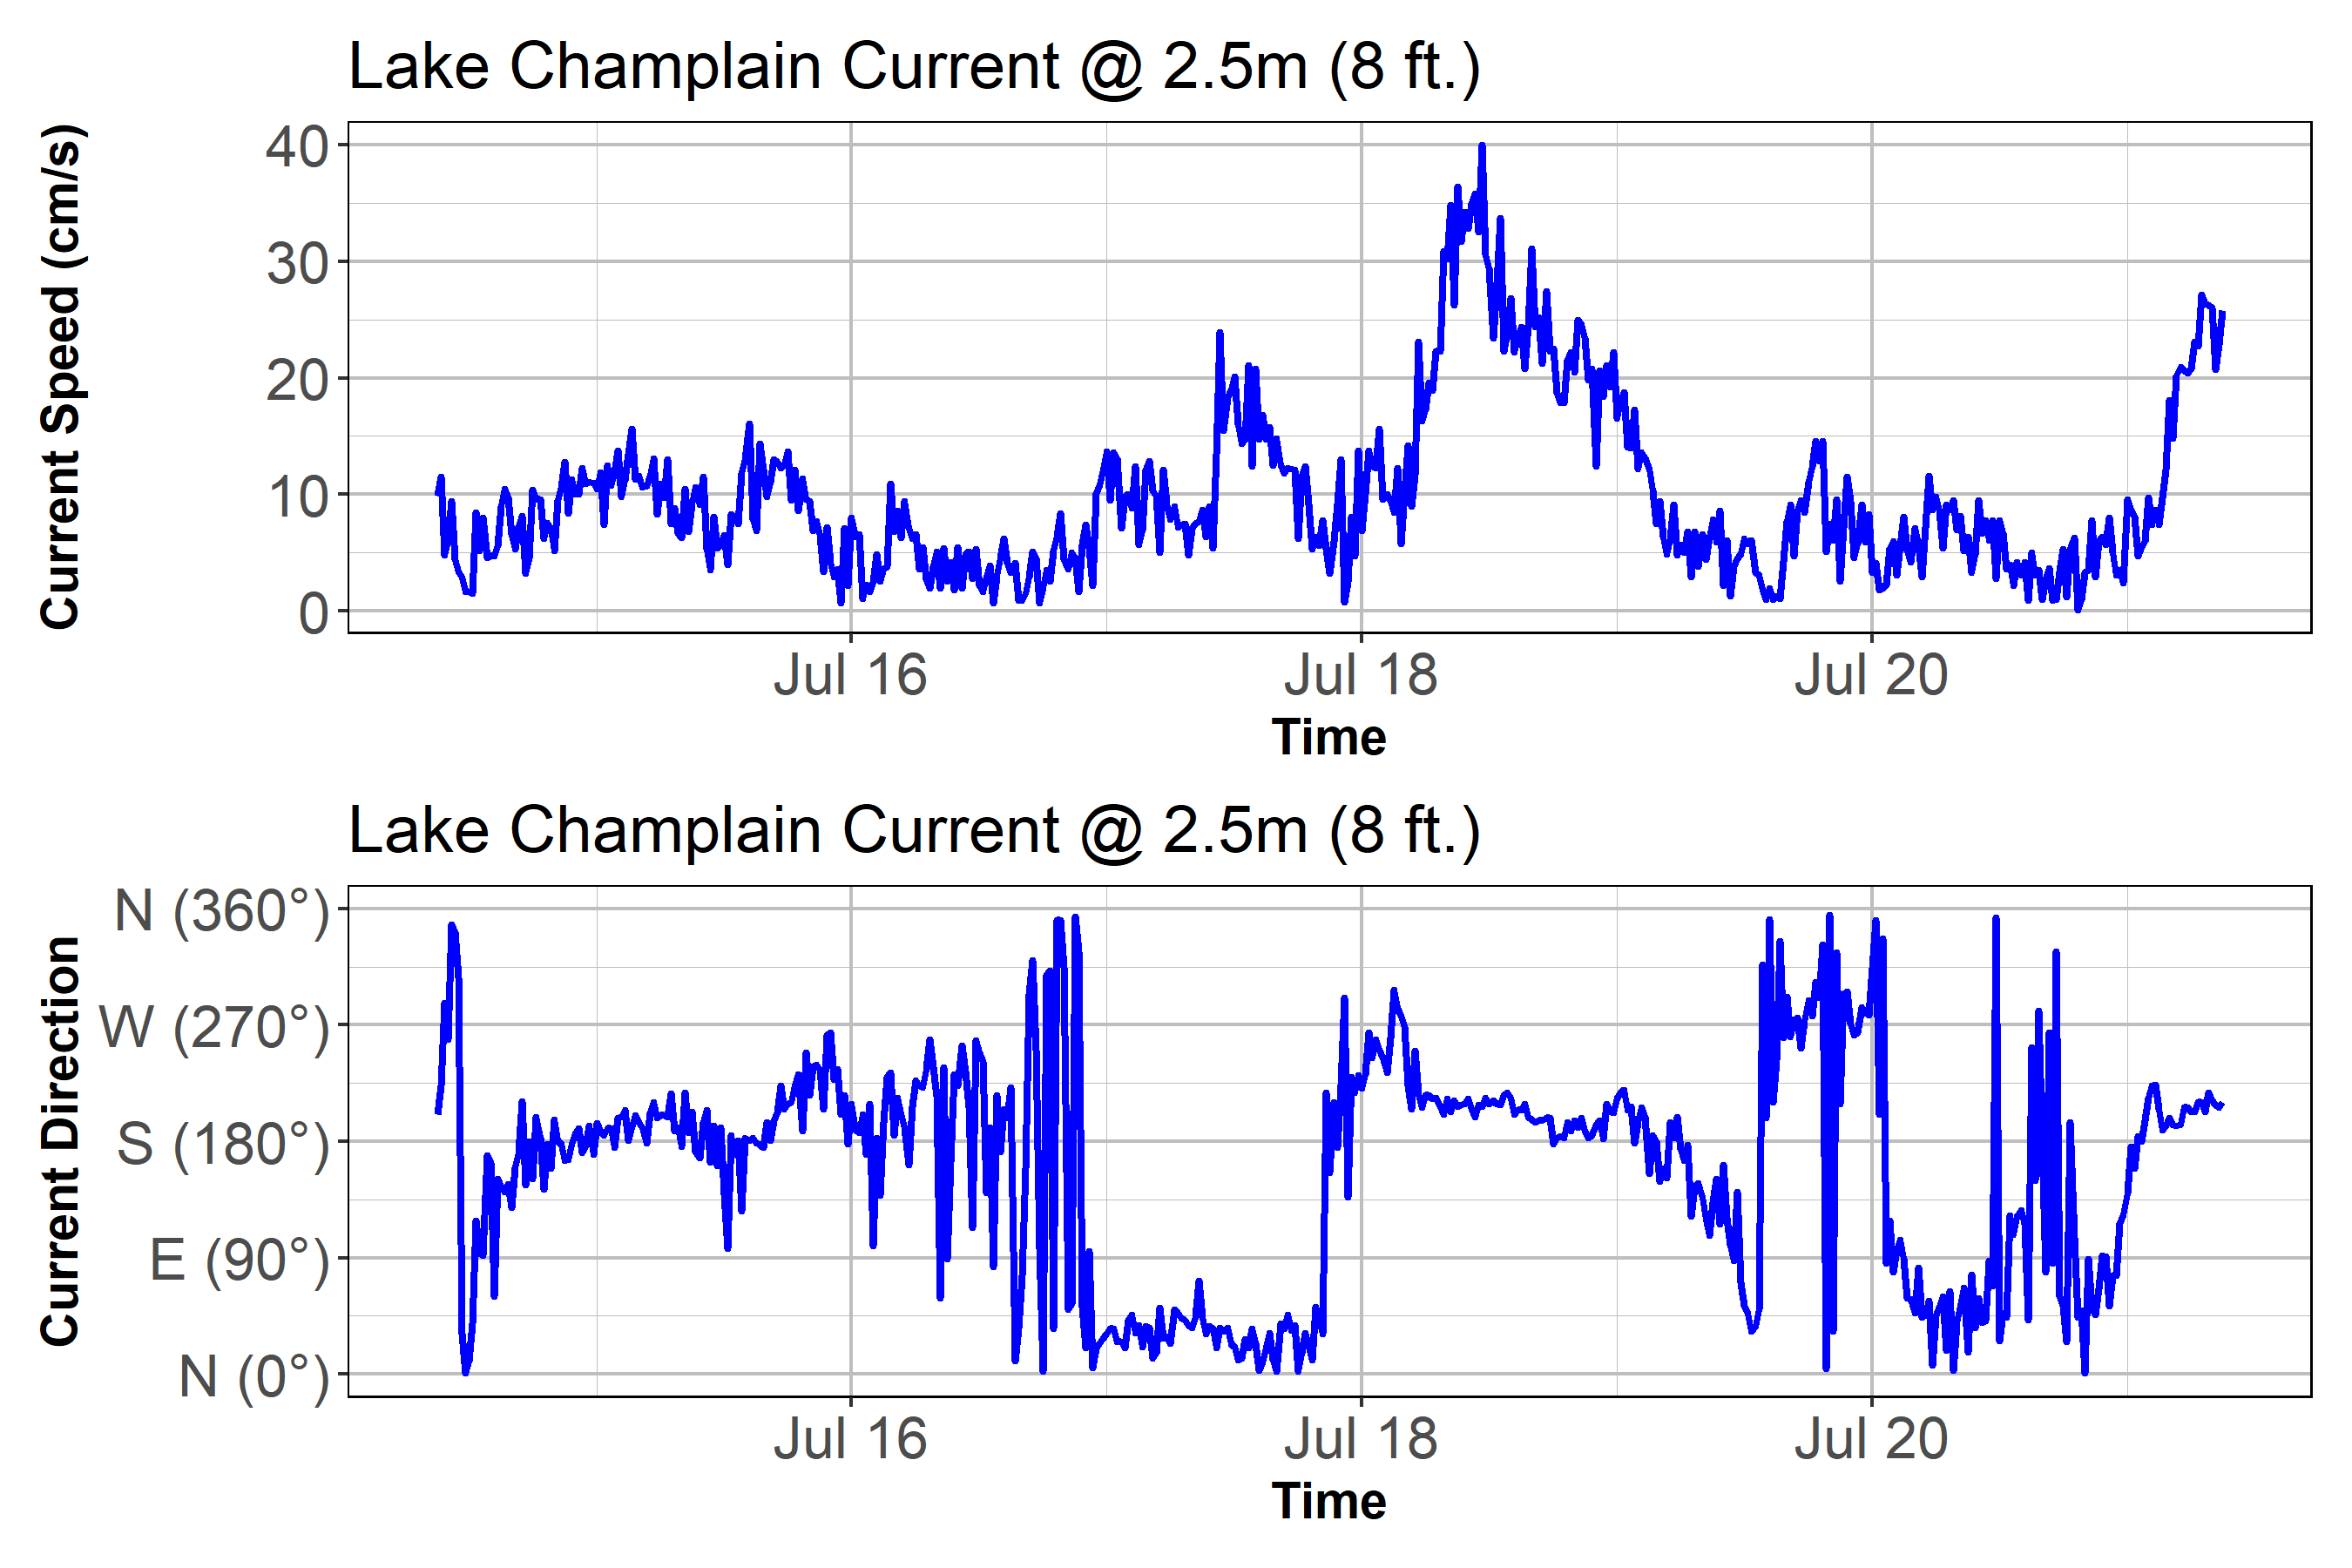 Lake Champlain Current @ 2.5m (8 ft.)
Current Speed (cm/s)
40
30
20
10
0
Jul 16
Jul 18
Jul 20
Time
Lake Champlain Current @ 2.5m (8 ft.)
Current Direction
N (360°)
W (270°)
S (180°)
E (90°)
N (0°)
Jul 16
Jul 18
Jul 20
Time